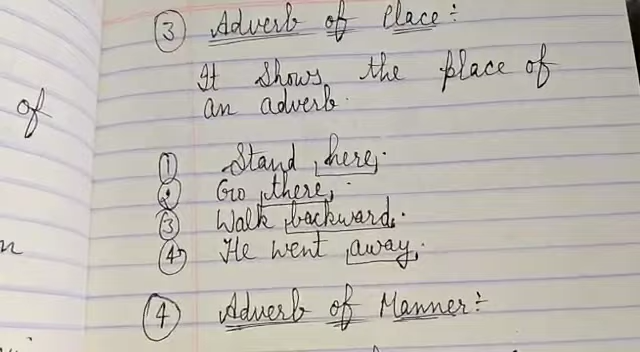 ③ Adverb of Place :-
of
It shows the place of
an adverb.
① Stand here.
② Go there.
③ Walk backward.
④ He went away.
④ Adverb of Manner :-